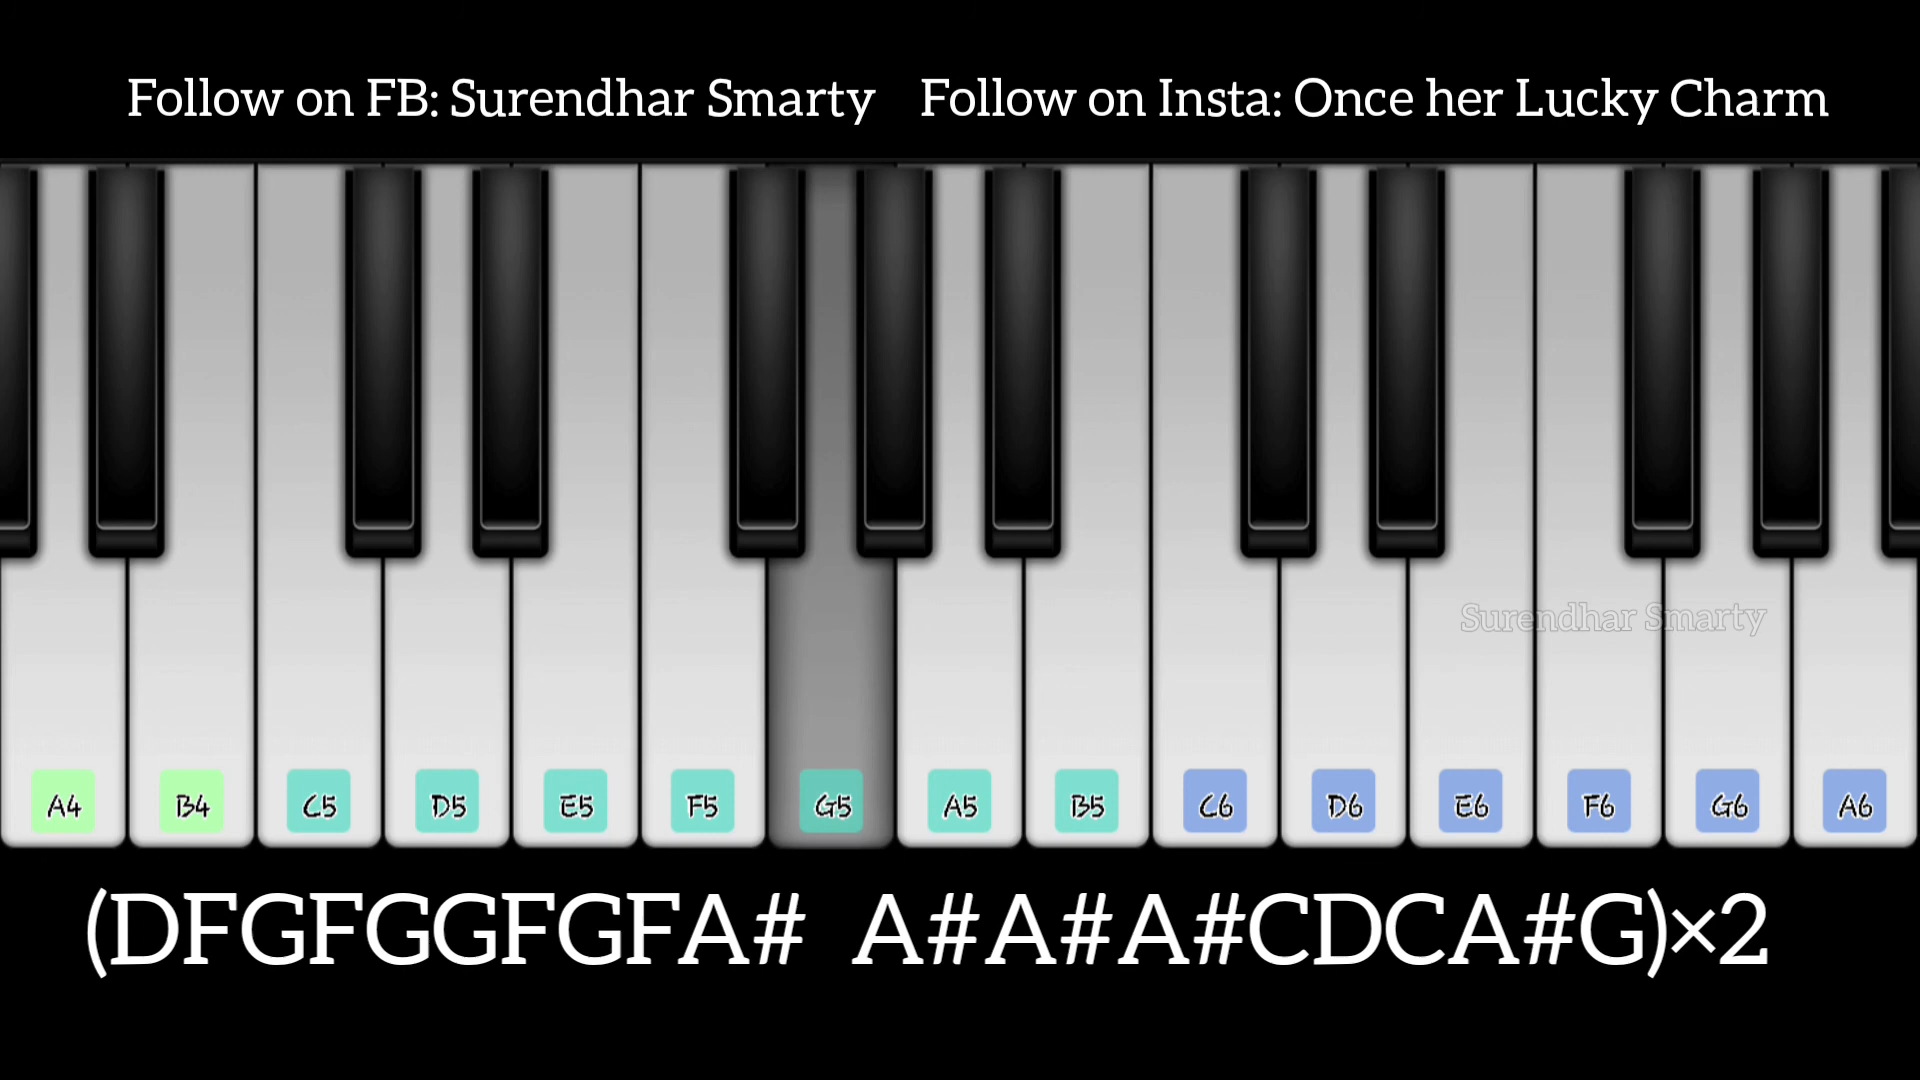 Follow on FB: Surendhar Smarty Follow on Insta: Once her Lucky Charm
Surendhar Smarty
A4 B4 C5 D5 E5 F5 G5 A5 B5 C6 D6 E6 F6 G6 A6
(DFGFGGFGFA# A#A#A#CDCA#G)×2